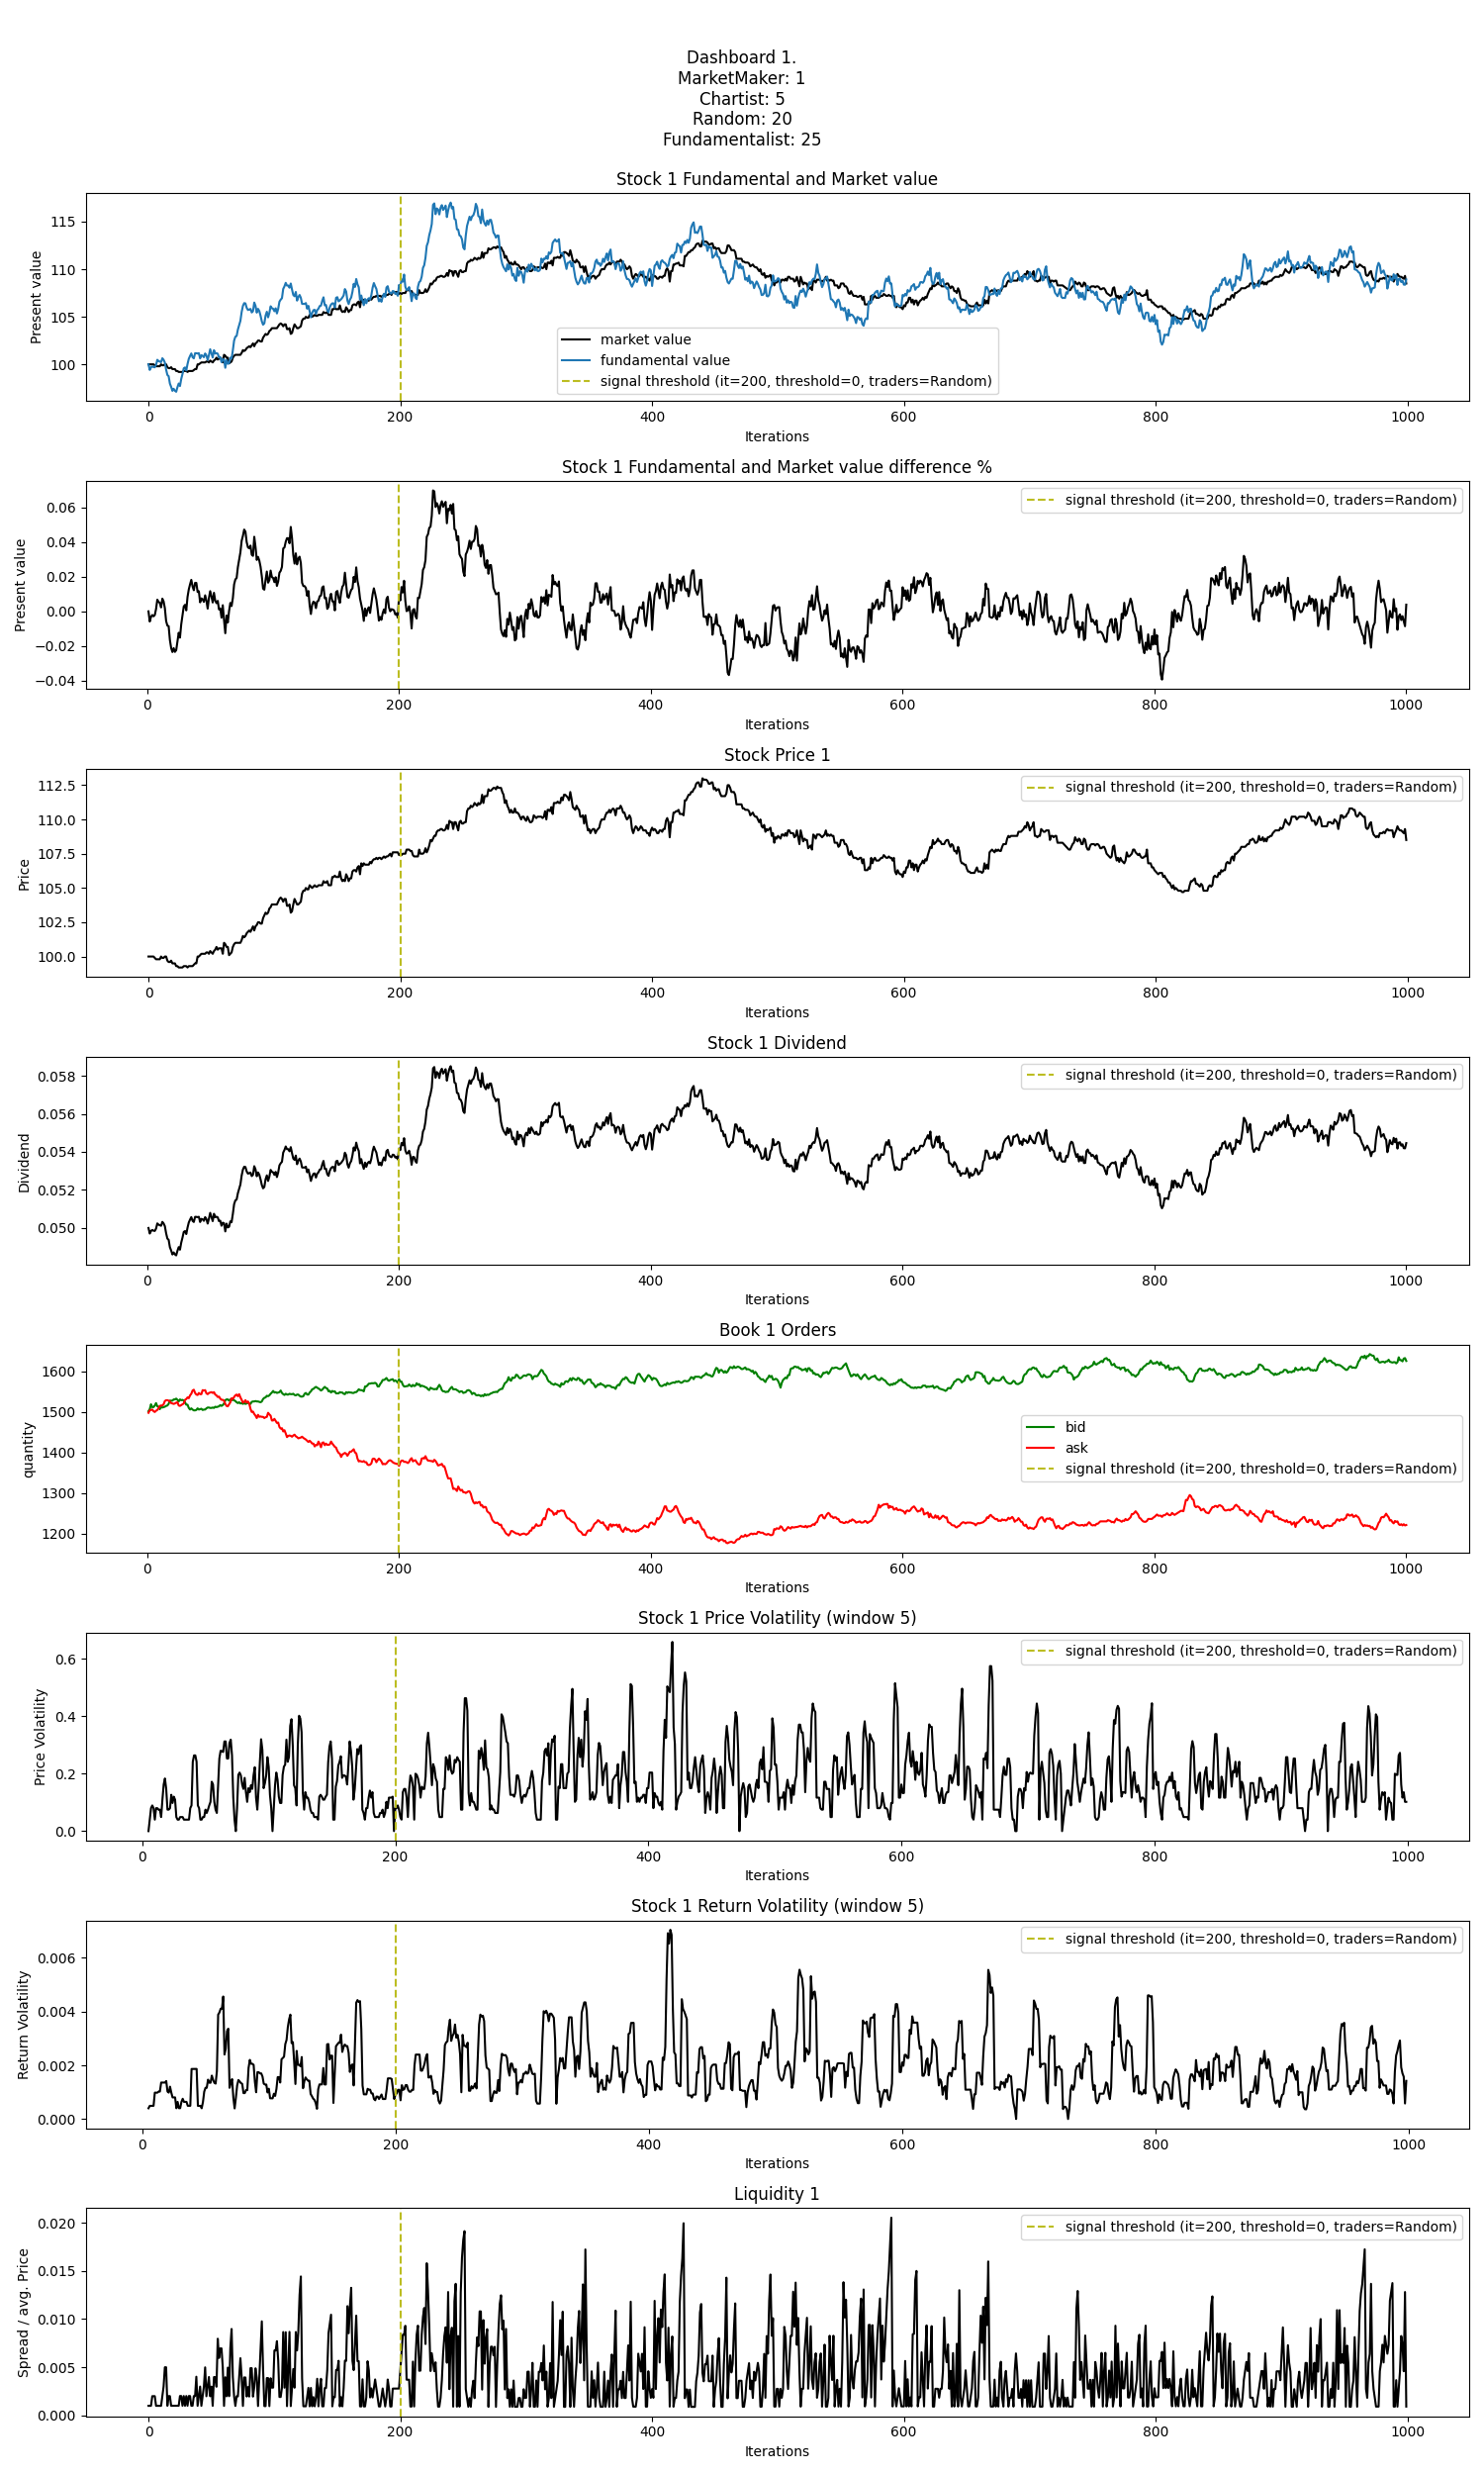 Dashboard 1.
MarketMaker: 1
Chartist: 5
Random: 20
Fundamentalist: 25
Stock 1 Fundamental and Market value
Present value
115
110
105
100
market value
fundamental value
signal threshold (it=200, threshold=0, traders=Random)
0 200 400 600 800 1000
Iterations
Stock 1 Fundamental and Market value difference %
Present value
0.06
0.04
0.02
0.00
−0.02
−0.04
signal threshold (it=200, threshold=0, traders=Random)
0 200 400 600 800 1000
Iterations
Stock Price 1
Price
112.5
110.0
107.5
105.0
102.5
100.0
signal threshold (it=200, threshold=0, traders=Random)
0 200 400 600 800 1000
Iterations
Stock 1 Dividend
Dividend
0.058
0.056
0.054
0.052
0.050
signal threshold (it=200, threshold=0, traders=Random)
0 200 400 600 800 1000
Iterations
Book 1 Orders
quantity
1600
1500
1400
1300
1200
bid
ask
signal threshold (it=200, threshold=0, traders=Random)
0 200 400 600 800 1000
Iterations
Stock 1 Price Volatility (window 5)
Price Volatility
0.6
0.4
0.2
0.0
signal threshold (it=200, threshold=0, traders=Random)
0 200 400 600 800 1000
Iterations
Stock 1 Return Volatility (window 5)
Return Volatility
0.006
0.004
0.002
0.000
signal threshold (it=200, threshold=0, traders=Random)
0 200 400 600 800 1000
Iterations
Liquidity 1
Spread / avg. Price
0.020
0.015
0.010
0.005
0.000
signal threshold (it=200, threshold=0, traders=Random)
0 200 400 600 800 1000
Iterations